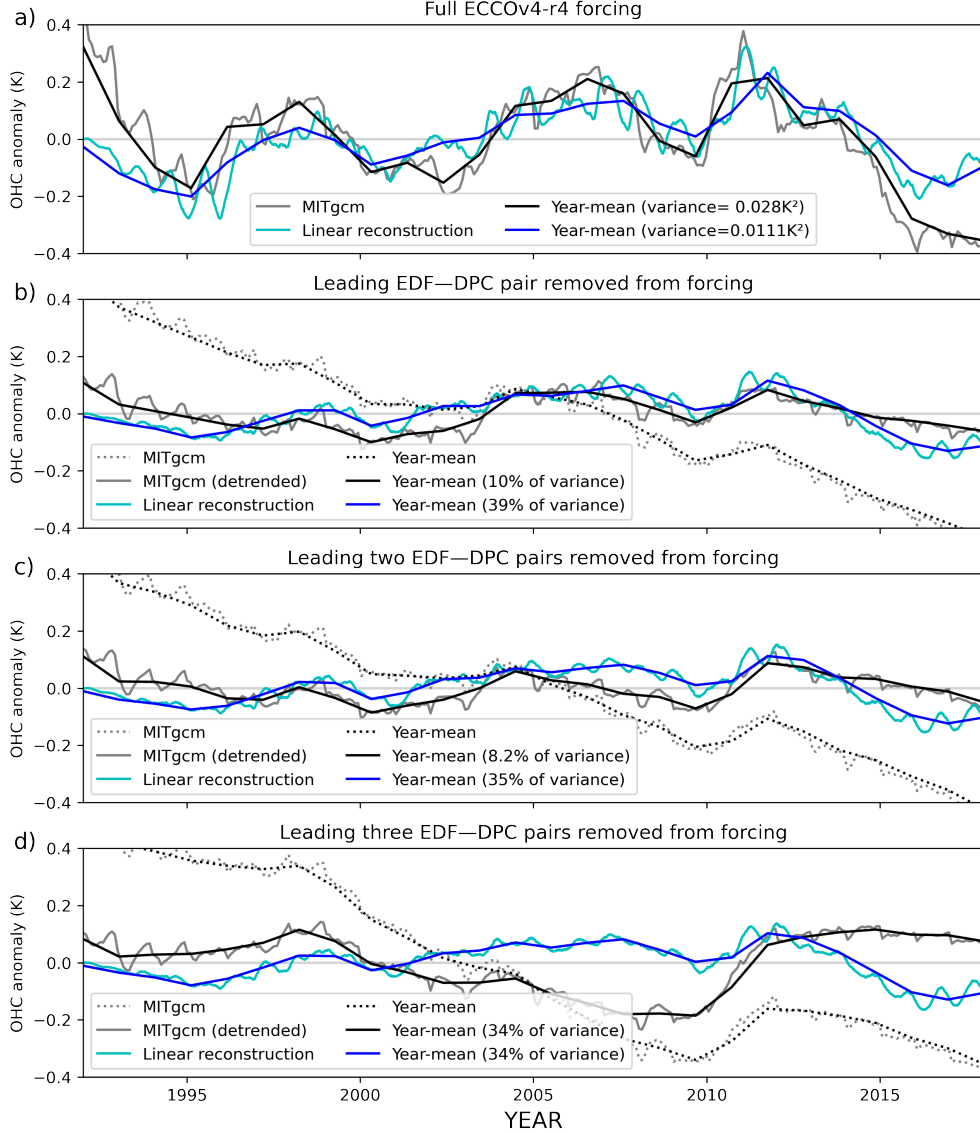 Full ECCOv4-r4 forcing
a)
0.4
0.2
0.0
−0.2
−0.4
OHC anomaly (K)
MITgcm
Linear reconstruction
Year-mean (variance= 0.028K²)
Year-mean (variance=0.0111K²)
Leading EDF—DPC pair removed from forcing
b)
0.4
0.2
0.0
−0.2
−0.4
OHC anomaly (K)
MITgcm
MITgcm (detrended)
Linear reconstruction
Year-mean
Year-mean (10% of variance)
Year-mean (39% of variance)
Leading two EDF—DPC pairs removed from forcing
c)
0.4
0.2
0.0
−0.2
−0.4
OHC anomaly (K)
MITgcm
MITgcm (detrended)
Linear reconstruction
Year-mean
Year-mean (8.2% of variance)
Year-mean (35% of variance)
Leading three EDF—DPC pairs removed from forcing
d)
0.4
0.2
0.0
−0.2
−0.4
OHC anomaly (K)
MITgcm
MITgcm (detrended)
Linear reconstruction
Year-mean
Year-mean (34% of variance)
Year-mean (34% of variance)
1995 2000 2005 2010 2015
YEAR